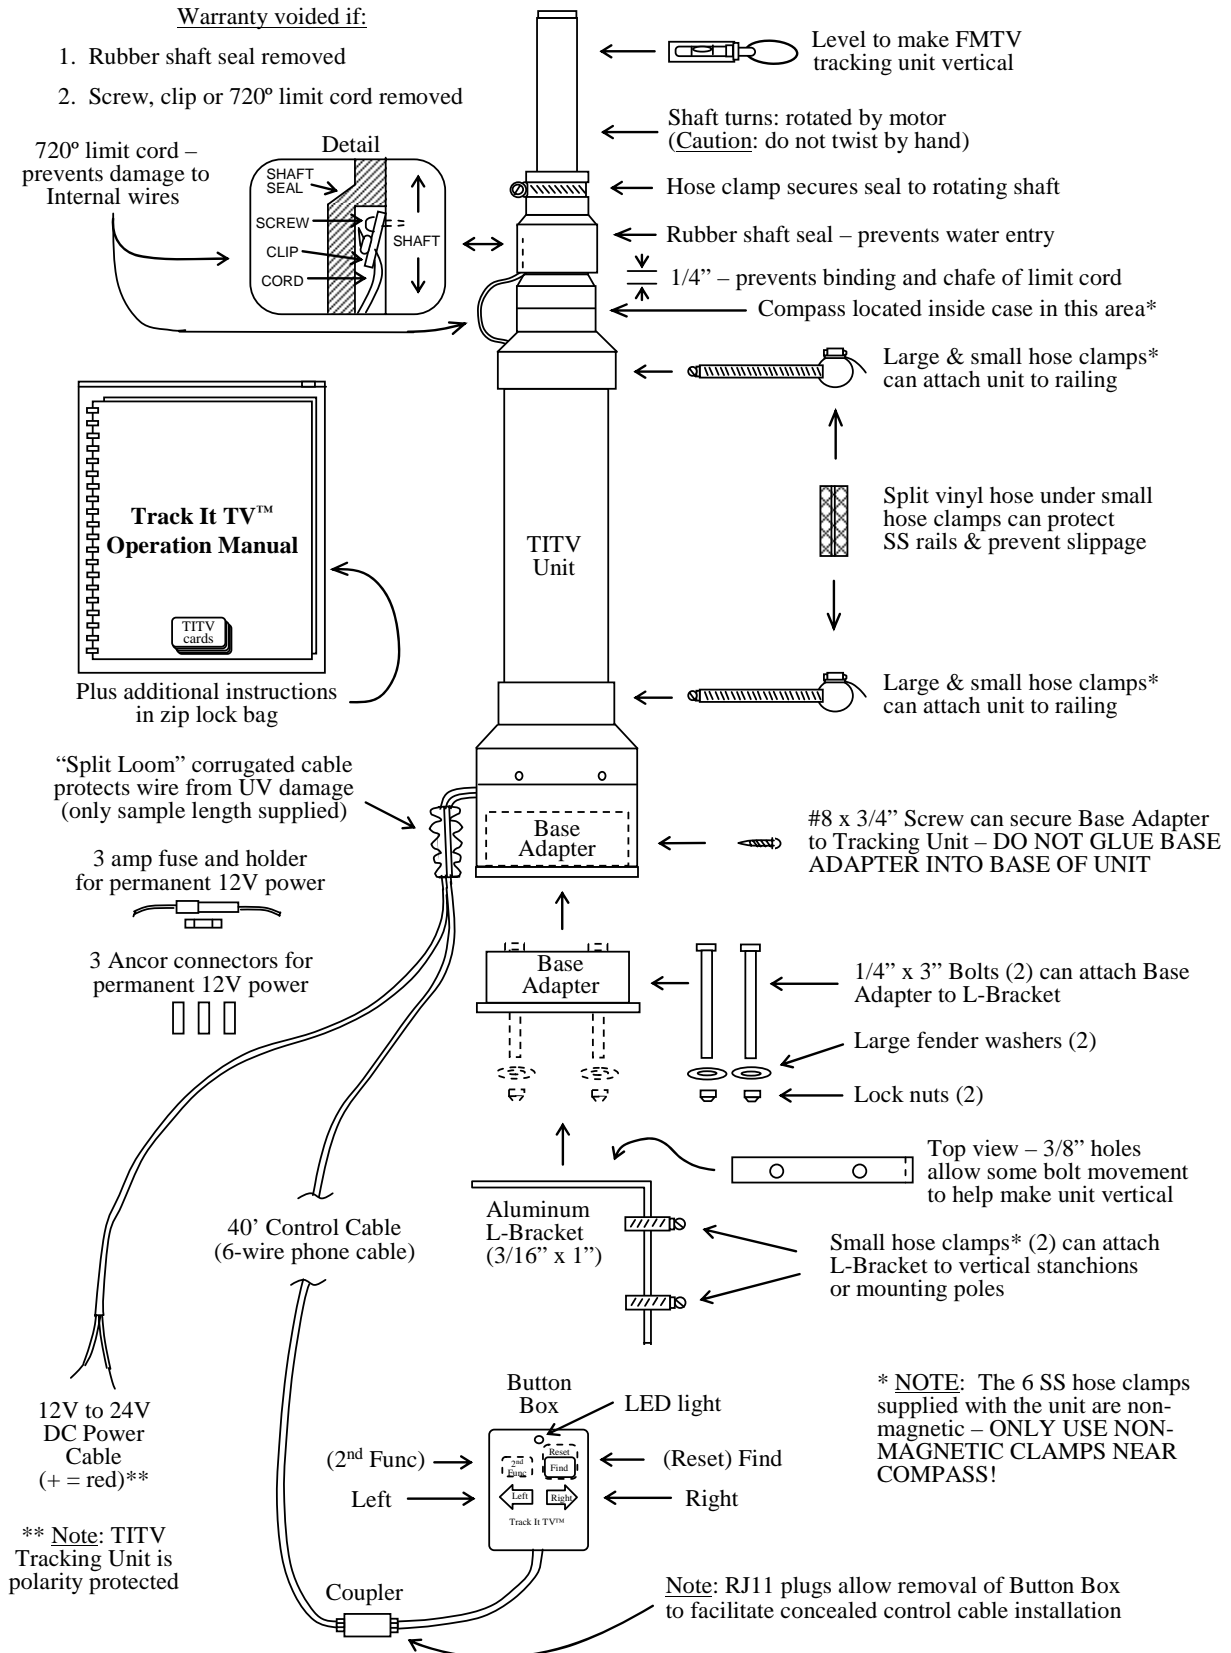 Warranty voided if:
1. Rubber shaft seal removed
2. Screw, clip or 720º limit cord removed
720º limit cord –
prevents damage to
Internal wires
Detail
SHAFT
SEAL
SCREW
CLIP
CORD
SHAFT
Level to make FMTV
tracking unit vertical
Shaft turns: rotated by motor
(Caution: do not twist by hand)
Hose clamp secures seal to rotating shaft
Rubber shaft seal – prevents water entry
1/4” – prevents binding and chafe of limit cord
Compass located inside case in this area*
Large & small hose clamps*
can attach unit to railing
Split vinyl hose under small
hose clamps can protect
SS rails & prevent slippage
Large & small hose clamps*
can attach unit to railing
Track It TV™
Operation Manual
TITV
cards
Plus additional instructions
in zip lock bag
TITV
Unit
“Split Loom” corrugated cable
protects wire from UV damage
(only sample length supplied)
3 amp fuse and holder
for permanent 12V power
3 Ancor connectors for
permanent 12V power
Base
Adapter
#8 x 3/4” Screw can secure Base Adapter
to Tracking Unit – DO NOT GLUE BASE
ADAPTER INTO BASE OF UNIT
Base
Adapter
1/4” x 3” Bolts (2) can attach Base
Adapter to L-Bracket
Large fender washers (2)
Lock nuts (2)
Top view – 3/8” holes
allow some bolt movement
to help make unit vertical
Aluminum
L-Bracket
(3/16” x 1”)
Small hose clamps* (2) can attach
L-Bracket to vertical stanchions
or mounting poles
40’ Control Cable
(6-wire phone cable)
12V to 24V
DC Power
Cable
(+ = red)**
** Note: TITV
Tracking Unit is
polarity protected
Button
Box
LED light
(2nd Func)
Left
(Reset) Find
Right
2nd
Func
Reset
Find
Left
Right
Track It TV™
* NOTE: The 6 SS hose clamps
supplied with the unit are non-
magnetic – ONLY USE NON-
MAGNETIC CLAMPS NEAR
COMPASS!
Coupler
Note: RJ11 plugs allow removal of Button Box
to facilitate concealed control cable installation